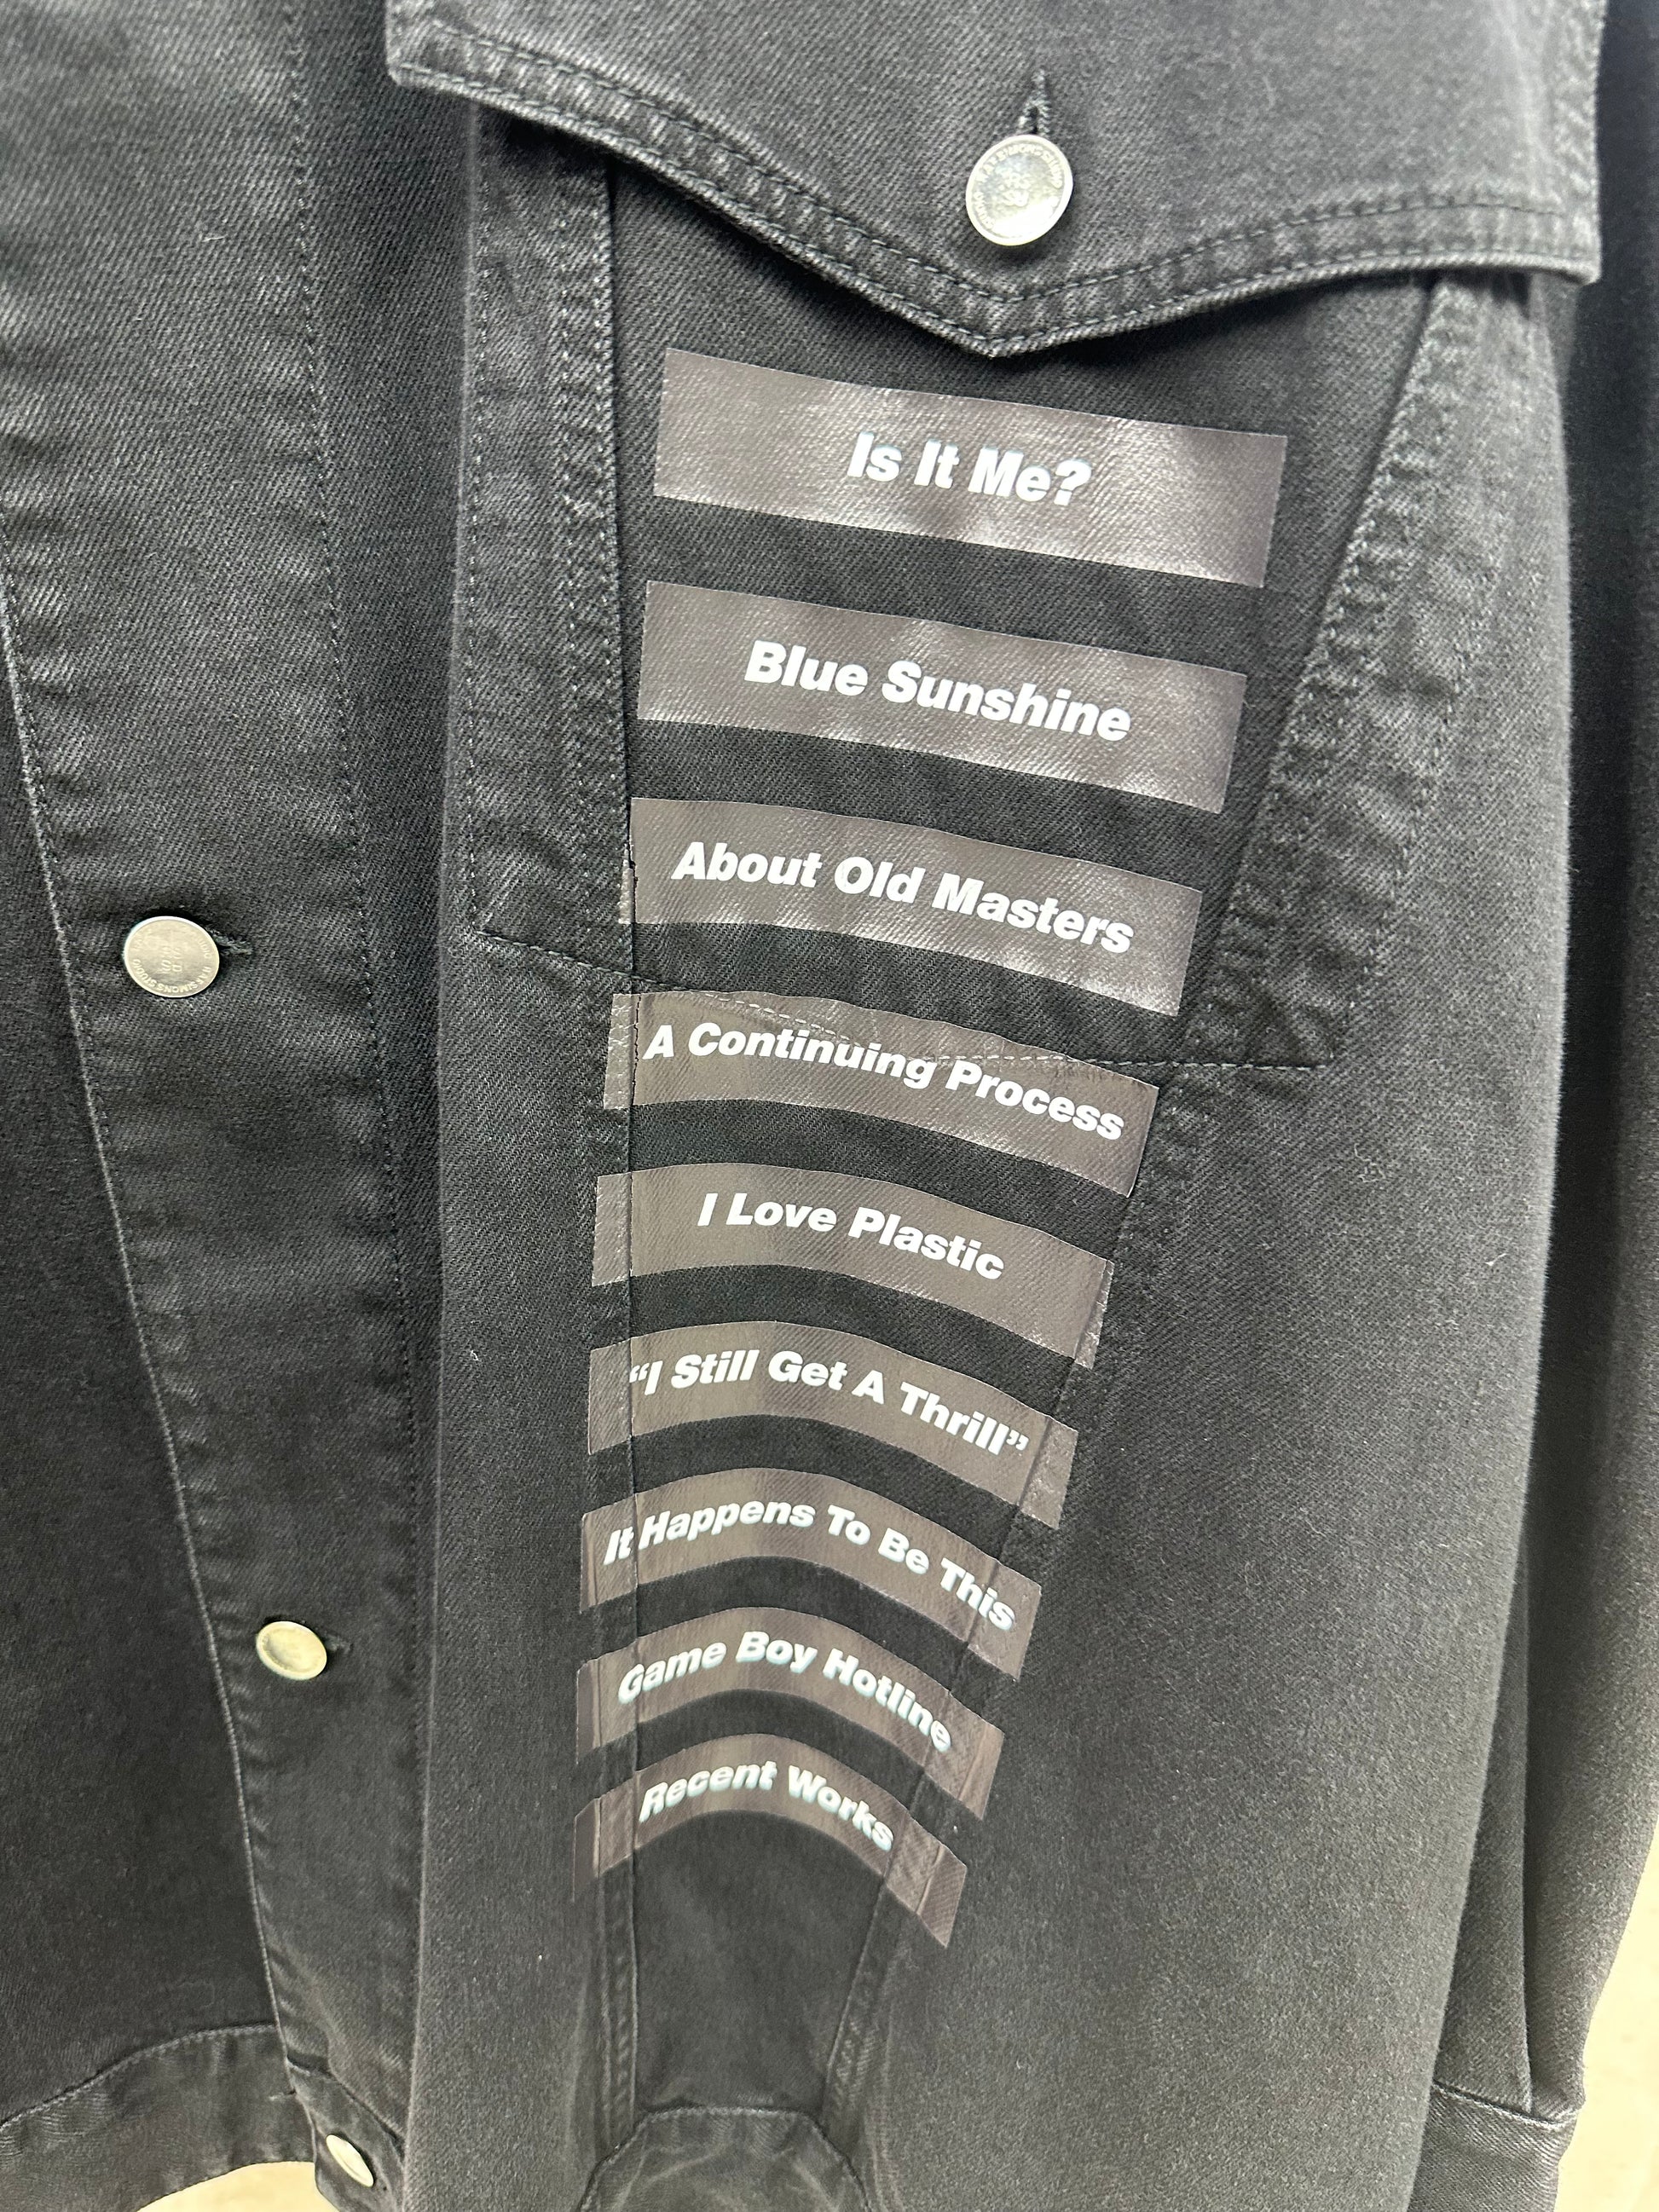 Is It Me?
Blue Sunshine
About Old Masters
A Continuing Process
I Love Plastic
“I Still Get A Thrill”
It Happens To Be This
Game Boy Hotline
Recent Works